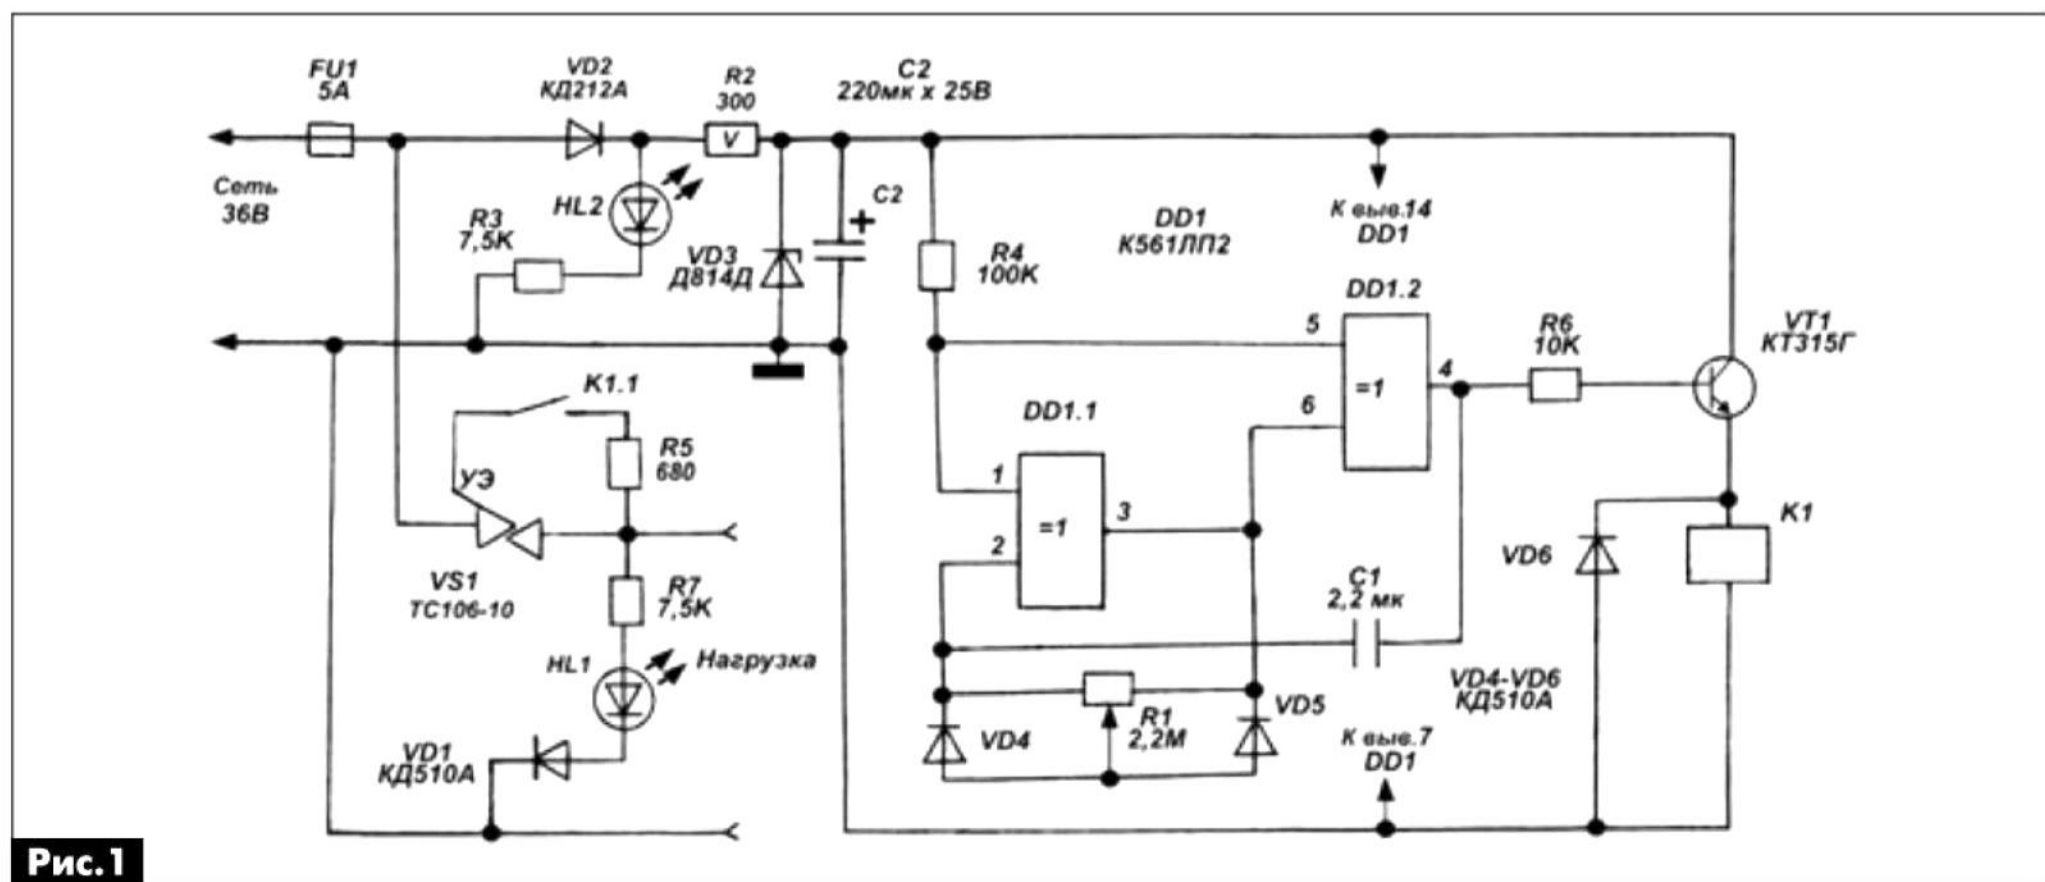 FU1
5А
VD2
КД212А
R2
300
V
C2
220мк х 25В
Сеть
36В
R3
7,5К
HL2
VD3
Д814Д
C2
+
R4
100К
DD1
К561ЛП2
К выв.14
DD1
DD1.2
5
6
=1
4
R6
10К
VT1
КТ315Г
К1.1
R5
680
УЭ
VS1
ТС106-10
R7
7,5К
HL1
Нагрузка
VD1
КД510А
DD1.1
1
2
=1
3
C1
2,2 мк
R1
2,2М
VD4
VD5
VD4-VD6
КД510А
К выв.7
DD1
VD6
К1
Рис.1